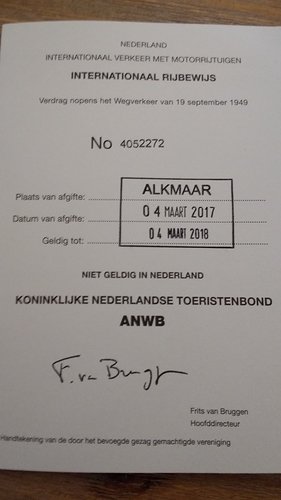 NEDERLAND
INTERNATIONAAL VERKEER MET MOTORRIJTUIGEN
INTERNATIONAAL RIJBEWIJS
Verdrag nopens het Wegverkeer van 19 september 1949
No 4052272
Plaats van afgifte: ALKMAAR
Datum van afgifte: 04 MAART 2017
Geldig tot: 04 MAART 2018
NIET GELDIG IN NEDERLAND
KONINKLIJKE NEDERLANDSE TOERISTENBOND
ANWB
F. van Bruggen
Frits van Bruggen
Hoofddirecteur
Handtekening van de door het bevoegde gezag gemachtigde vereniging